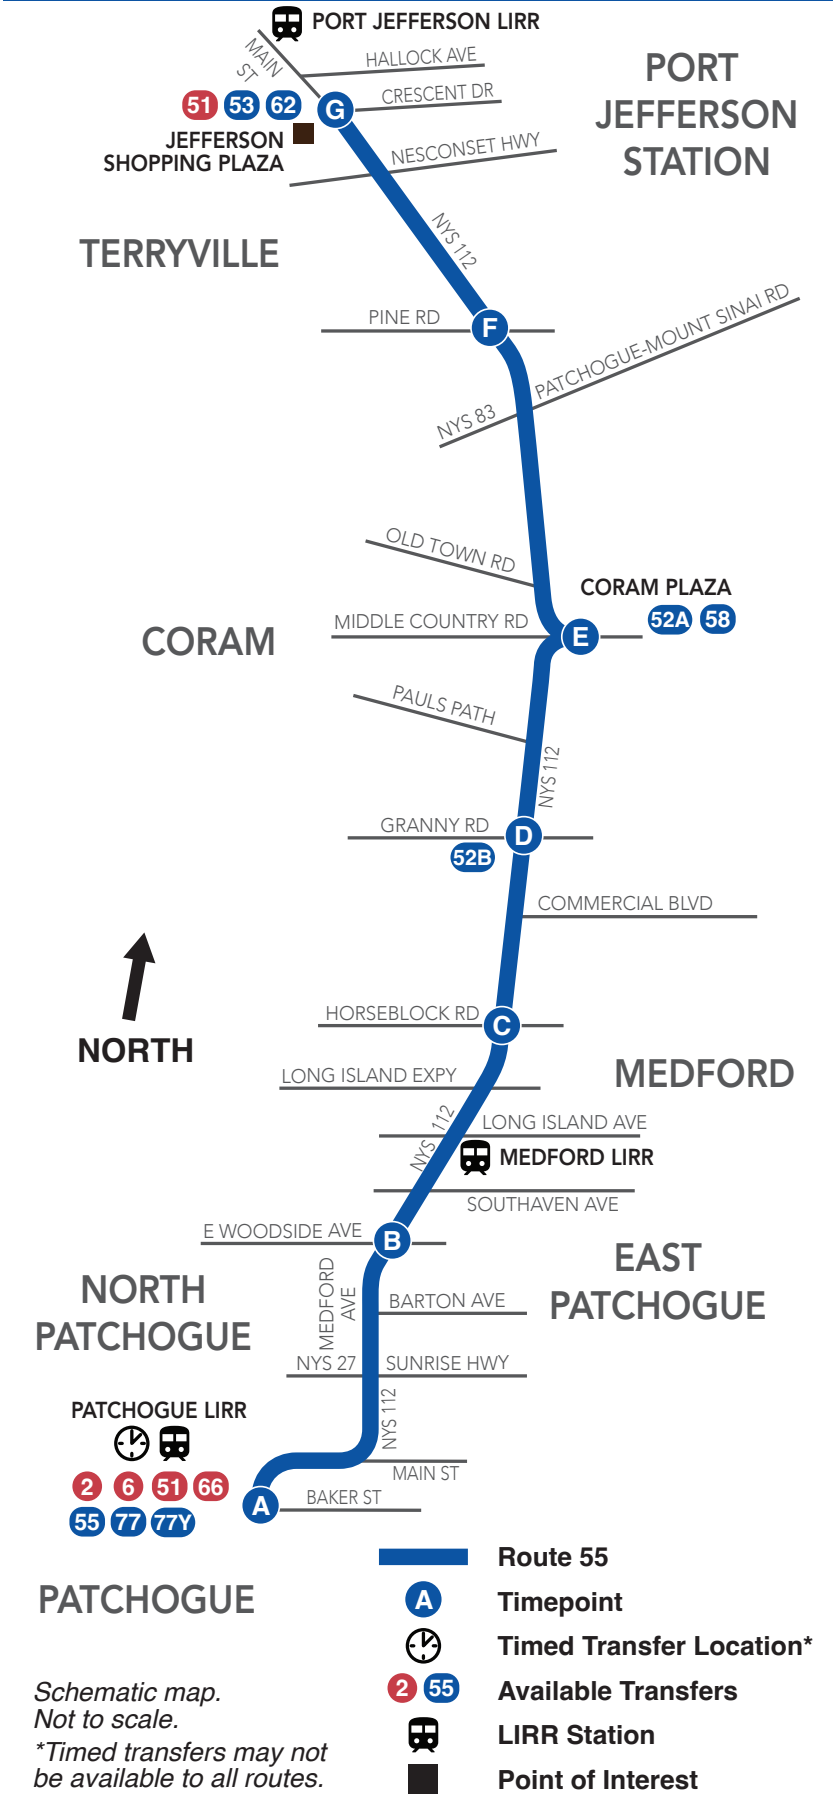 PORT JEFFERSON LIRR
MAIN
ST
HALLOCK AVE
CRESCENT DR
51 53 62
G
JEFFERSON
SHOPPING PLAZA
NESCONSET HWY
PORT
JEFFERSON
STATION
NYS 112
TERRYVILLE
PINE RD
F
PATCHOGUE-MOUNT SINAI RD
NYS 83
OLD TOWN RD
CORAM PLAZA
52A 58
MIDDLE COUNTRY RD
E
CORAM
PAULS PATH
NYS 112
GRANNY RD
D
52B
COMMERCIAL BLVD
NORTH
HORSEBLOCK RD
C
MEDFORD
LONG ISLAND EXPY
NYS 112
LONG ISLAND AVE
MEDFORD LIRR
SOUTHAVEN AVE
E WOODSIDE AVE
B
EAST
PATCHOGUE
NORTH
PATCHOGUE
MEDFORD
AVE
BARTON AVE
NYS 27
SUNRISE HWY
NYS 112
PATCHOGUE LIRR
2 6 51 66
55 77 77Y
A
MAIN ST
BAKER ST
PATCHOGUE
Route 55
A Timepoint
Timed Transfer Location*
2 55 Available Transfers
LIRR Station
Point of Interest
Schematic map.
Not to scale.
*Timed transfers may not
be available to all routes.